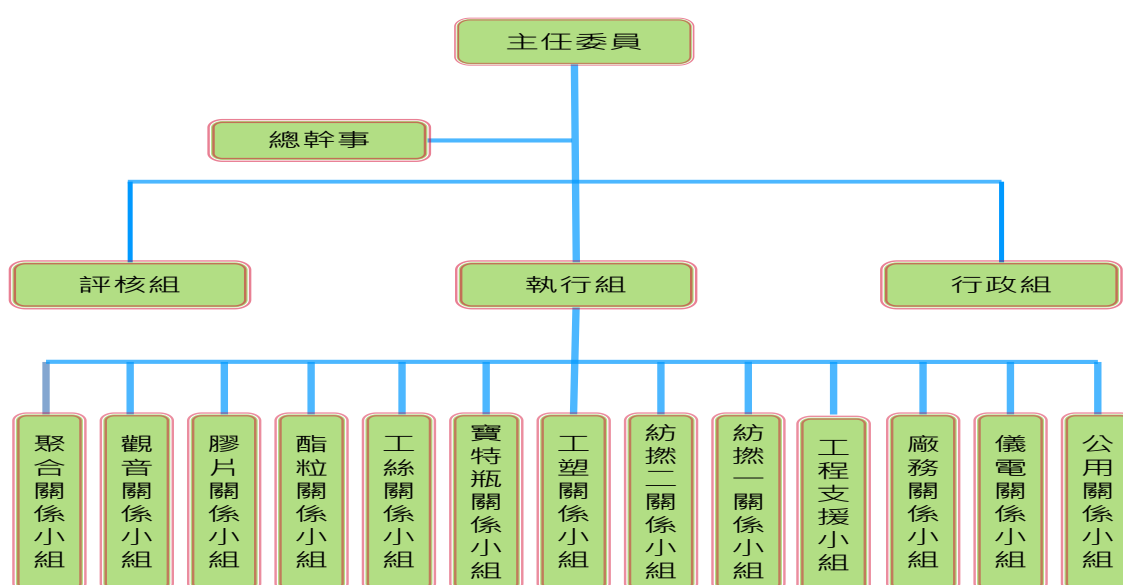 主任委員
總幹事
評核組
執行組
行政組
聚合關係小組
觀音關係小組
膠片關係小組
酯粒關係小組
工絲關係小組
寶特瓶關係小組
工塑關係小組
紡撚二關係小組
紡撚一關係小組
工程支援小組
廠務關係小組
儀電關係小組
公用關係小組